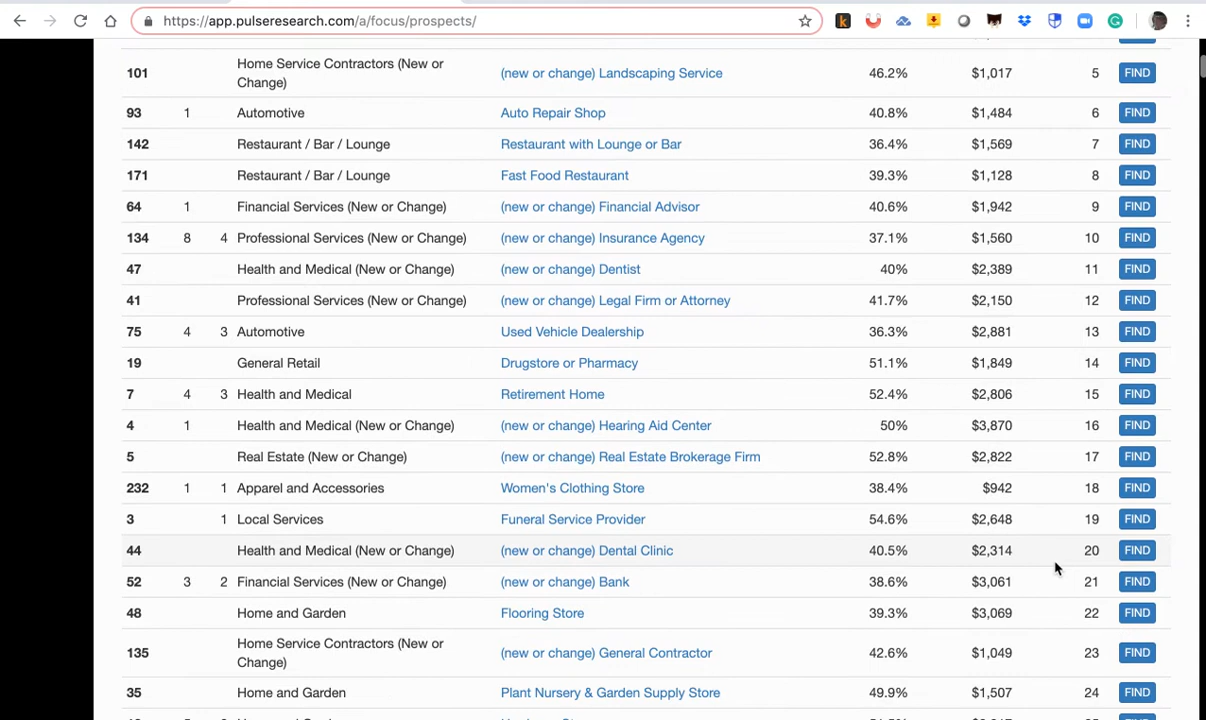 https://app.pulseresearch.com/a/focus/prospects/
101 Home Service Contractors (New or Change) (new or change) Landscaping Service 46.2% $1,017 5 FIND
93 1 Automotive Auto Repair Shop 40.8% $1,484 6 FIND
142 Restaurant / Bar / Lounge Restaurant with Lounge or Bar 36.4% $1,569 7 FIND
171 Restaurant / Bar / Lounge Fast Food Restaurant 39.3% $1,128 8 FIND
64 1 Financial Services (New or Change) (new or change) Financial Advisor 40.6% $1,942 9 FIND
134 8 4 Professional Services (New or Change) (new or change) Insurance Agency 37.1% $1,560 10 FIND
47 Health and Medical (New or Change) (new or change) Dentist 40% $2,389 11 FIND
41 Professional Services (New or Change) (new or change) Legal Firm or Attorney 41.7% $2,150 12 FIND
75 4 3 Automotive Used Vehicle Dealership 36.3% $2,881 13 FIND
19 General Retail Drugstore or Pharmacy 51.1% $1,849 14 FIND
7 4 3 Health and Medical Retirement Home 52.4% $2,806 15 FIND
4 1 Health and Medical (New or Change) (new or change) Hearing Aid Center 50% $3,870 16 FIND
5 Real Estate (New or Change) (new or change) Real Estate Brokerage Firm 52.8% $2,822 17 FIND
232 1 1 Apparel and Accessories Women's Clothing Store 38.4% $942 18 FIND
3 1 Local Services Funeral Service Provider 54.6% $2,648 19 FIND
44 Health and Medical (New or Change) (new or change) Dental Clinic 40.5% $2,314 20 FIND
52 3 2 Financial Services (New or Change) (new or change) Bank 38.6% $3,061 21 FIND
48 Home and Garden Flooring Store 39.3% $3,069 22 FIND
135 Home Service Contractors (New or Change) (new or change) General Contractor 42.6% $1,049 23 FIND
35 Home and Garden Plant Nursery & Garden Supply Store 49.9% $1,507 24 FIND